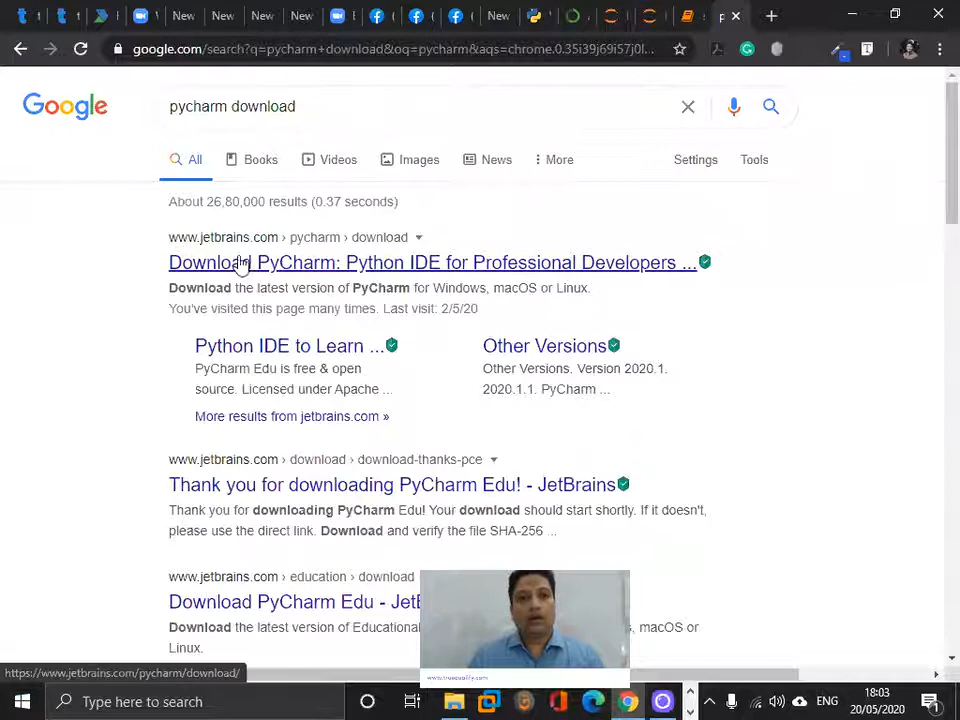 New
New
New
New
New
google.com/search?q=pycharm+download&oq=pycharm&aqs=chrome.0.35i39j69i57j0l...
Google
pycharm download
All
Books
Videos
Images
News
More
Settings
Tools
About 26,80,000 results (0.37 seconds)
www.jetbrains.com › pycharm › download
Download PyCharm: Python IDE for Professional Developers ...
Download the latest version of PyCharm for Windows, macOS or Linux.
You've visited this page many times. Last visit: 2/5/20
Python IDE to Learn ...
PyCharm Edu is free & open
source. Licensed under Apache ...
Other Versions
Other Versions. Version 2020.1.
2020.1.1. PyCharm ...
More results from jetbrains.com »
www.jetbrains.com › download › download-thanks-pce
Thank you for downloading PyCharm Edu! - JetBrains
Thank you for downloading PyCharm Edu! Your download should start shortly. If it doesn't,
please use the direct link. Download and verify the file SHA-256 ...
www.jetbrains.com › education › download
Download PyCharm Edu - Jet
Download the latest version of Educational
macOS or
Linux.
https://www.jetbrains.com/pycharm/download/
Type here to search
ENG
18:03
20/05/2020